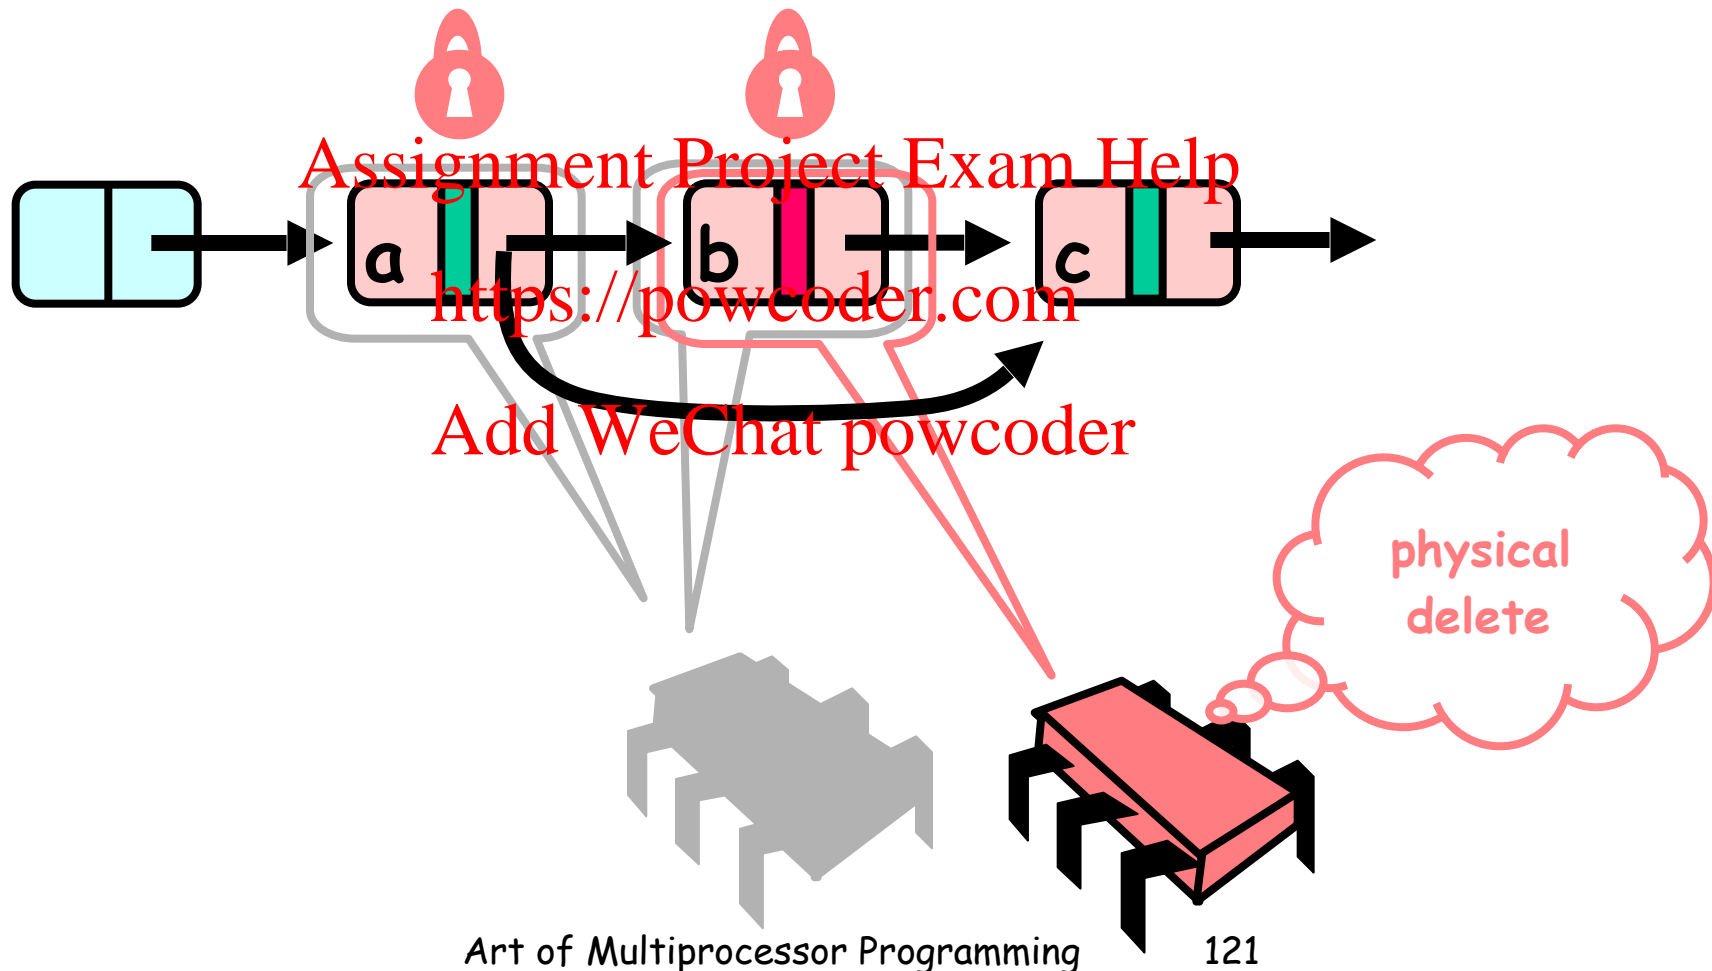 Assignment Project Exam Help
a b c
https://powcoder.com
Add WeChat powcoder
physical
delete
Art of Multiprocessor Programming 121